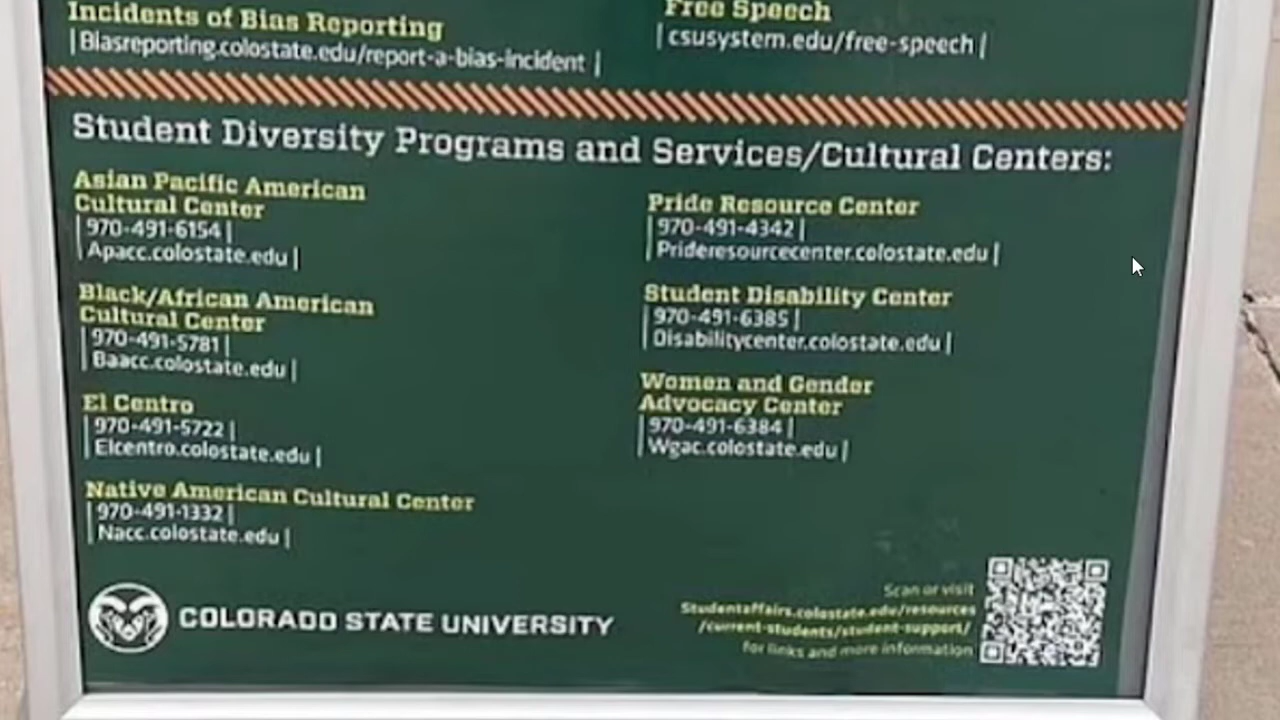 Incidents of Bias Reporting
| Biasreporting.colostate.edu/report-a-bias-incident |
Free Speech
| csusystem.edu/free-speech |
Student Diversity Programs and Services/Cultural Centers:
Asian Pacific American
Cultural Center
| 970-491-6154 |
| Apacc.colostate.edu |
Black/African American
Cultural Center
| 970-491-5781 |
| Baacc.colostate.edu |
El Centro
| 970-491-5722 |
| Elcentro.colostate.edu |
Native American Cultural Center
| 970-491-1332 |
| Nacc.colostate.edu |
Pride Resource Center
| 970-491-4342 |
| Prideresourcecenter.colostate.edu |
Student Disability Center
| 970-491-6385 |
| Disabilitycenter.colostate.edu |
Women and Gender
Advocacy Center
| 970-491-6384 |
| Wgac.colostate.edu |
COLORADO STATE UNIVERSITY
Scan or visit
Studentaffairs.colostate.edu/resources
/current-students/student-support/
for links and more information